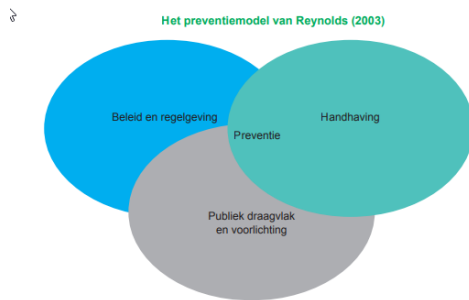 Het preventiemodel van Reynolds (2003)
Beleid en regelgeving
Handhaving
Preventie
Publiek draagvlak
en voorlichting